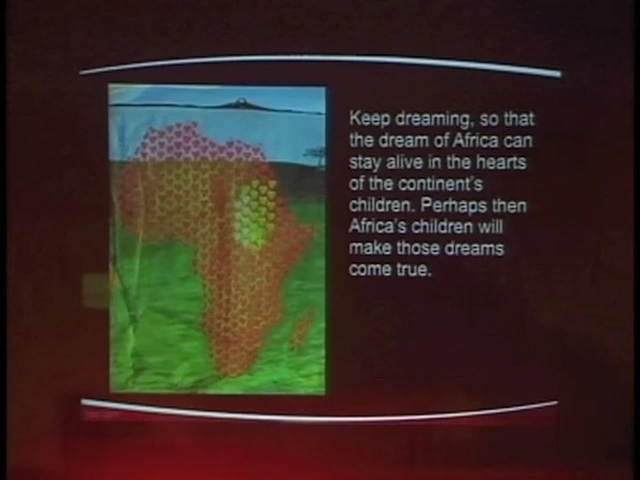 Keep dreaming, so that
the dream of Africa can
stay alive in the hearts
of the continent's
children. Perhaps then
Africa's children will
make those dreams
come true.